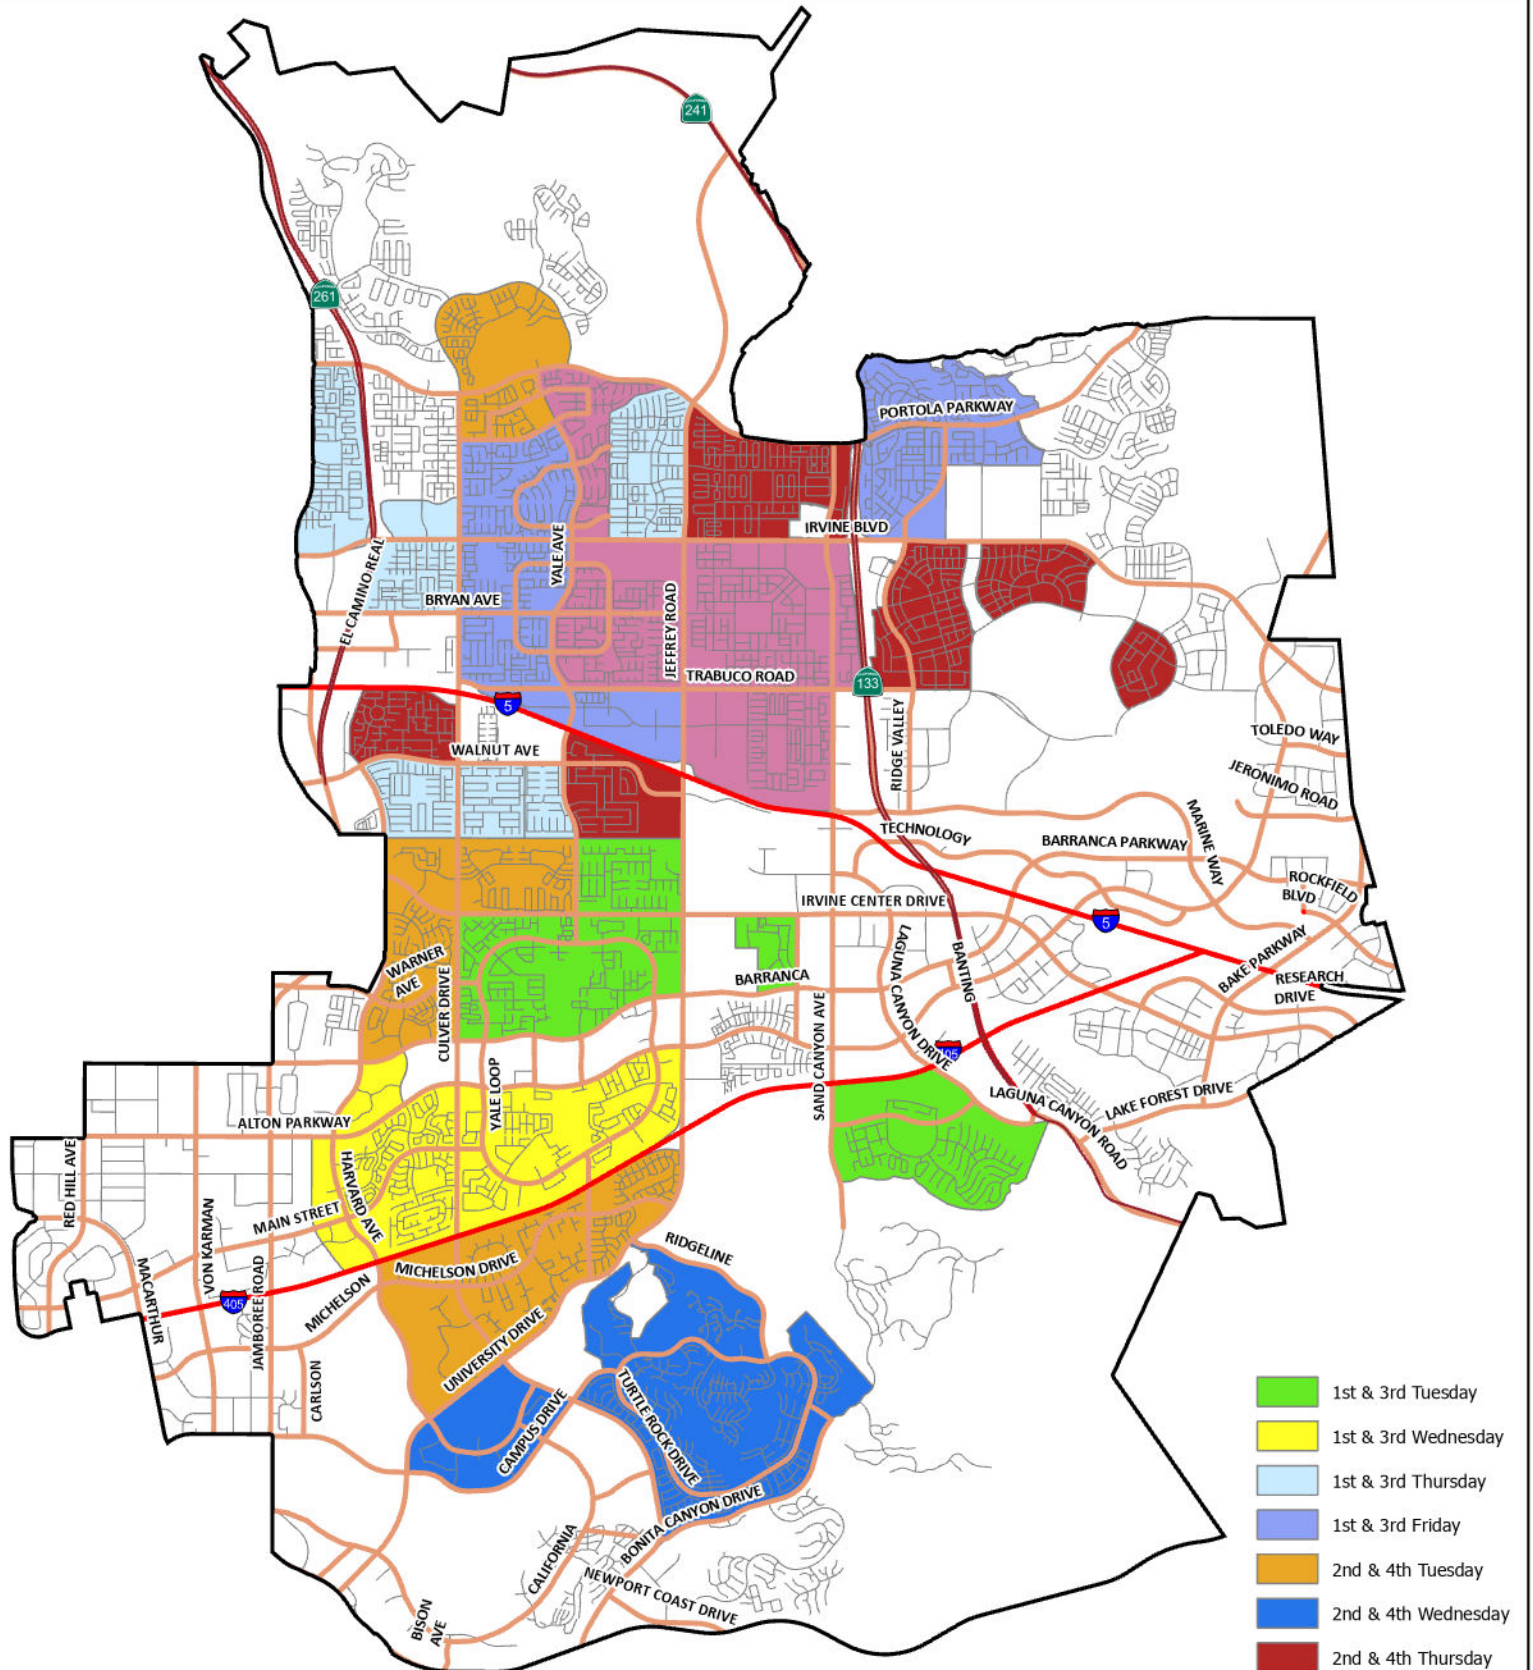 241
261
PORTOLA PARKWAY
IRVINE BLVD
YALE AVE
EL CAMINO REAL
BRYAN AVE
JEFFREY ROAD
TRABUCO ROAD
133
5
RIDGE VALLEY
WALNUT AVE
TOLEDO WAY
JERONIMO ROAD
MARINE WAY
TECHNOLOGY
BARRANCA PARKWAY
ROCKFIELD
BLVD
IRVINE CENTER DRIVE
5
WARNER
AVE
CULVER DRIVE
BARRANCA
LAGUNA CANYON DRIVE
BANTING
BAKE PARKWAY
RESEARCH
DRIVE
SAND CANYON AVE
405
YALE LOOP
LAGUNA CANYON ROAD
LAKE FOREST DRIVE
ALTON PARKWAY
RED HILL AVE
HARVARD AVE
VON KARMAN
MAIN STREET
MACARTHUR
JAMBOREE ROAD
405
MICHELSON
MICHELSON DRIVE
RIDGELINE
UNIVERSITY DRIVE
CARLSON
CAMPUS DRIVE
TURTLE ROCK DRIVE
BONITA CANYON DRIVE
CALIFORNIA
NEWPORT COAST DRIVE
BISON
AVE
1st & 3rd Tuesday
1st & 3rd Wednesday
1st & 3rd Thursday
1st & 3rd Friday
2nd & 4th Tuesday
2nd & 4th Wednesday
2nd & 4th Thursday